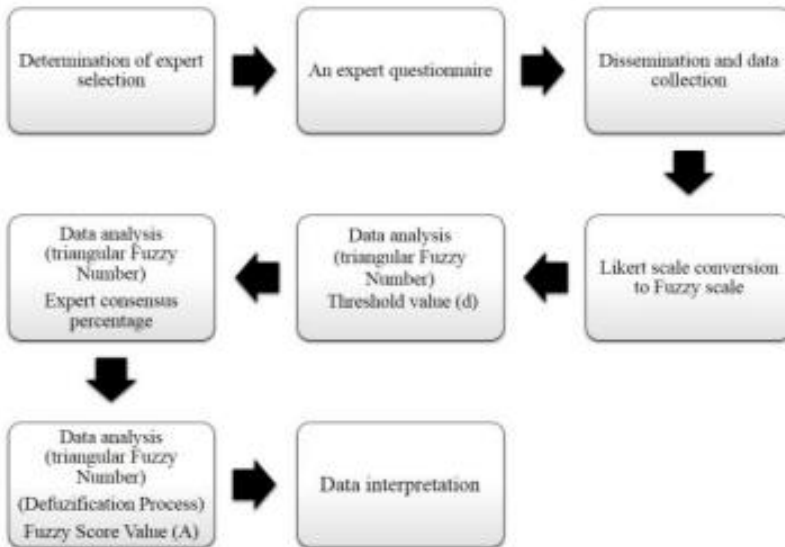 Determination of expert
selection
An expert questionnaire
Dissemination and data
collection
Likert scale conversion
to Fuzzy scale
Data analysis
(triangular Fuzzy
Number)
Threshold value (d)
Data analysis
(triangular Fuzzy
Number)
Expert consensus
percentage
Data analysis
(triangular Fuzzy
Number)
(Defuzification Process)
Fuzzy Score Value (A)
Data interpretation